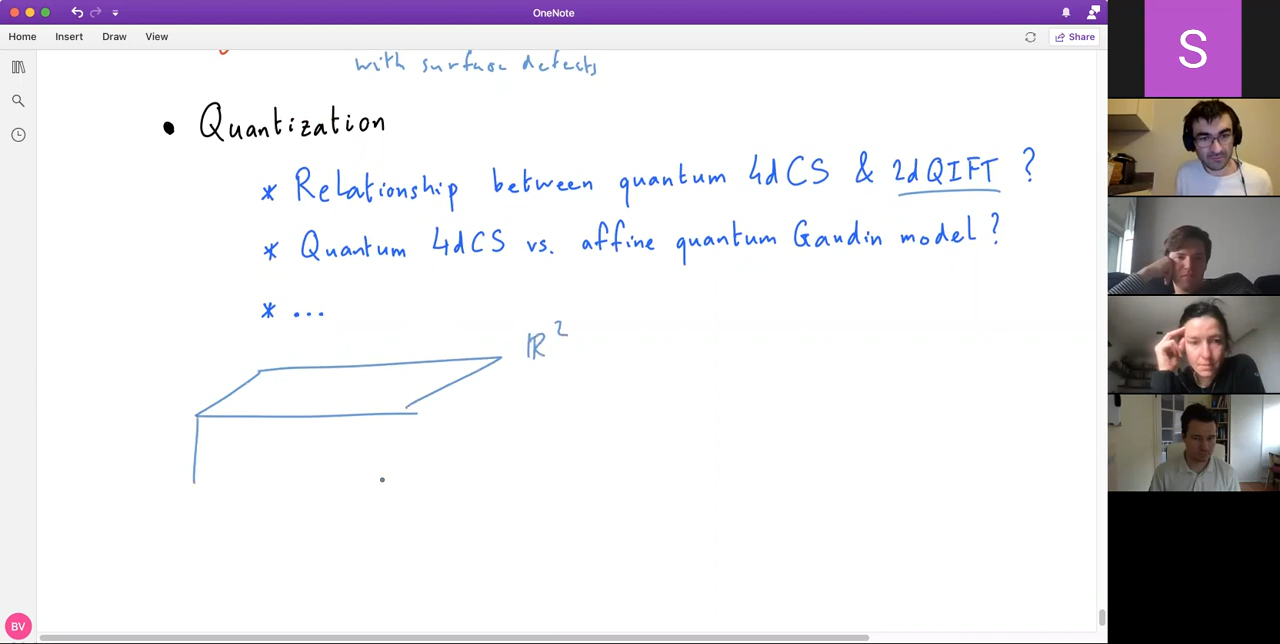 OneNote
Home Insert Draw View Share
with surface defects
• Quantization
* Relationship between quantum 4dCS & 2dQIFT ?
* Quantum 4dCS vs. affine quantum Gaudin model ?
* ...
ℝ²
S
BV